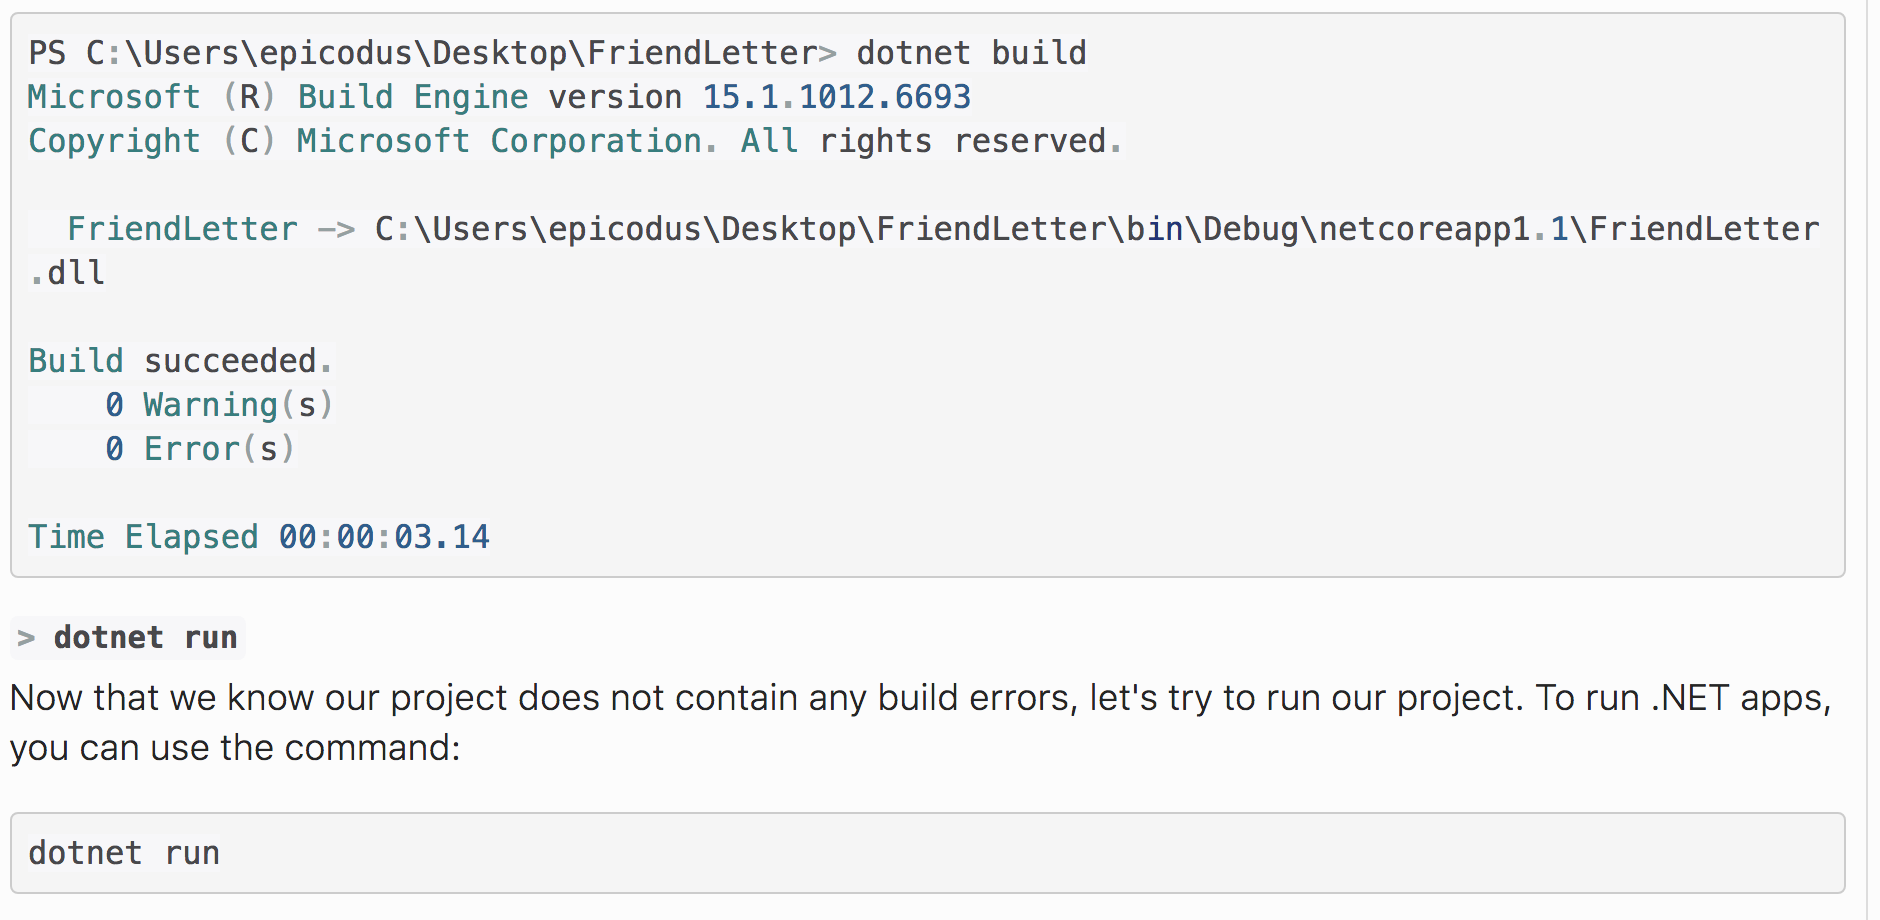 PS C:\Users\epicodus\Desktop\FriendLetter> dotnet build
Microsoft (R) Build Engine version 15.1.1012.6693
Copyright (C) Microsoft Corporation. All rights reserved.
FriendLetter -> C:\Users\epicodus\Desktop\FriendLetter\bin\Debug\netcoreapp1.1\FriendLetter
.dll
Build succeeded.
0 Warning(s)
0 Error(s)
Time Elapsed 00:00:03.14
> dotnet run
Now that we know our project does not contain any build errors, let's try to run our project. To run .NET apps,
you can use the command:
dotnet run